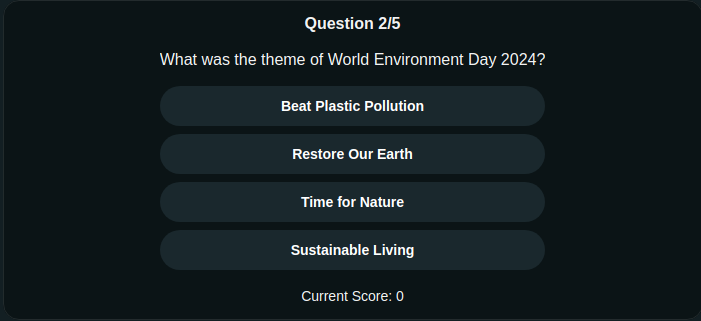 Question 2/5
What was the theme of World Environment Day 2024?
Beat Plastic Pollution
Restore Our Earth
Time for Nature
Sustainable Living
Current Score: 0